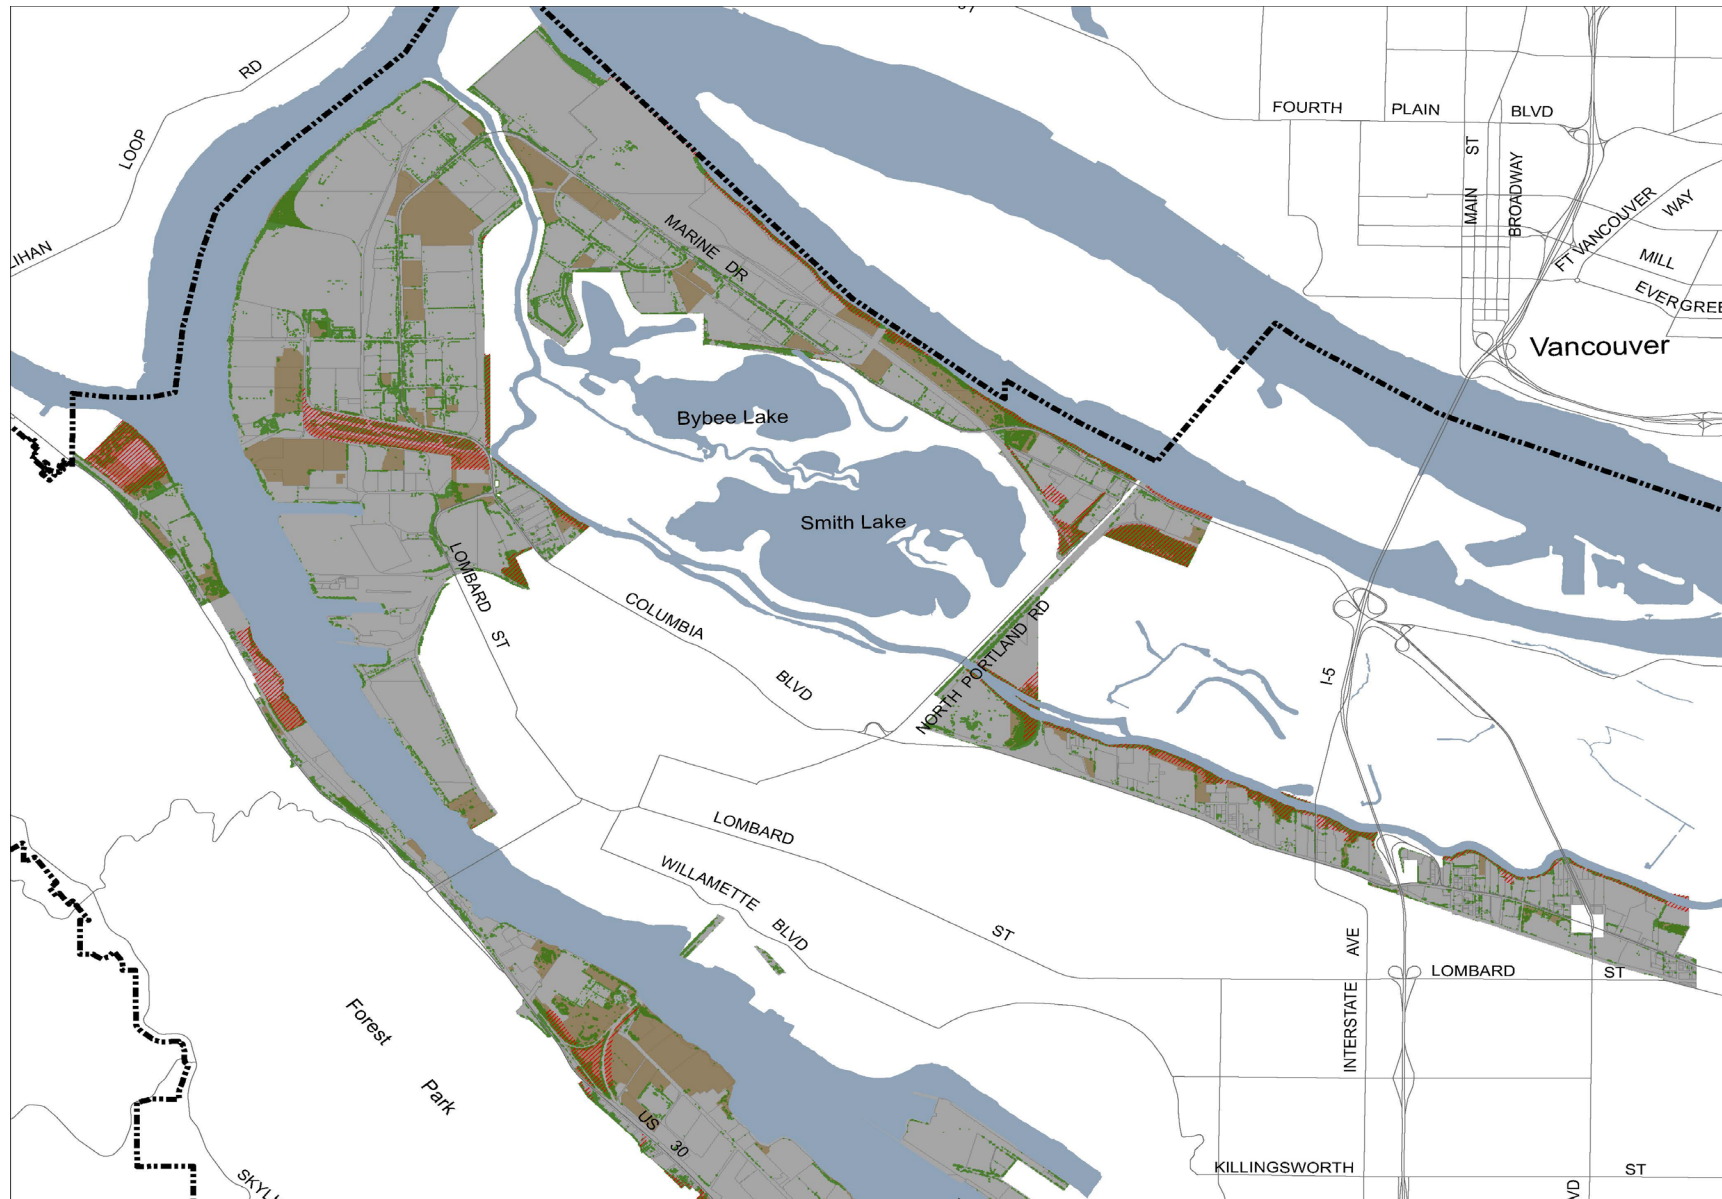 RD
LOOP
FOURTH PLAIN BLVD
MAIN ST
BROADWAY
FT VANCOUVER WAY
MILL
Vancouver
MARINE DR
Bybee Lake
Smith Lake
LOMBARD ST
COLUMBIA BLVD
NORTH PORTLAND RD
I-5
LOMBARD ST
WILLAMETTE BLVD
INTERSTATE AVE
LOMBARD ST
Forest Park
US 30
KILLINGSWORTH ST